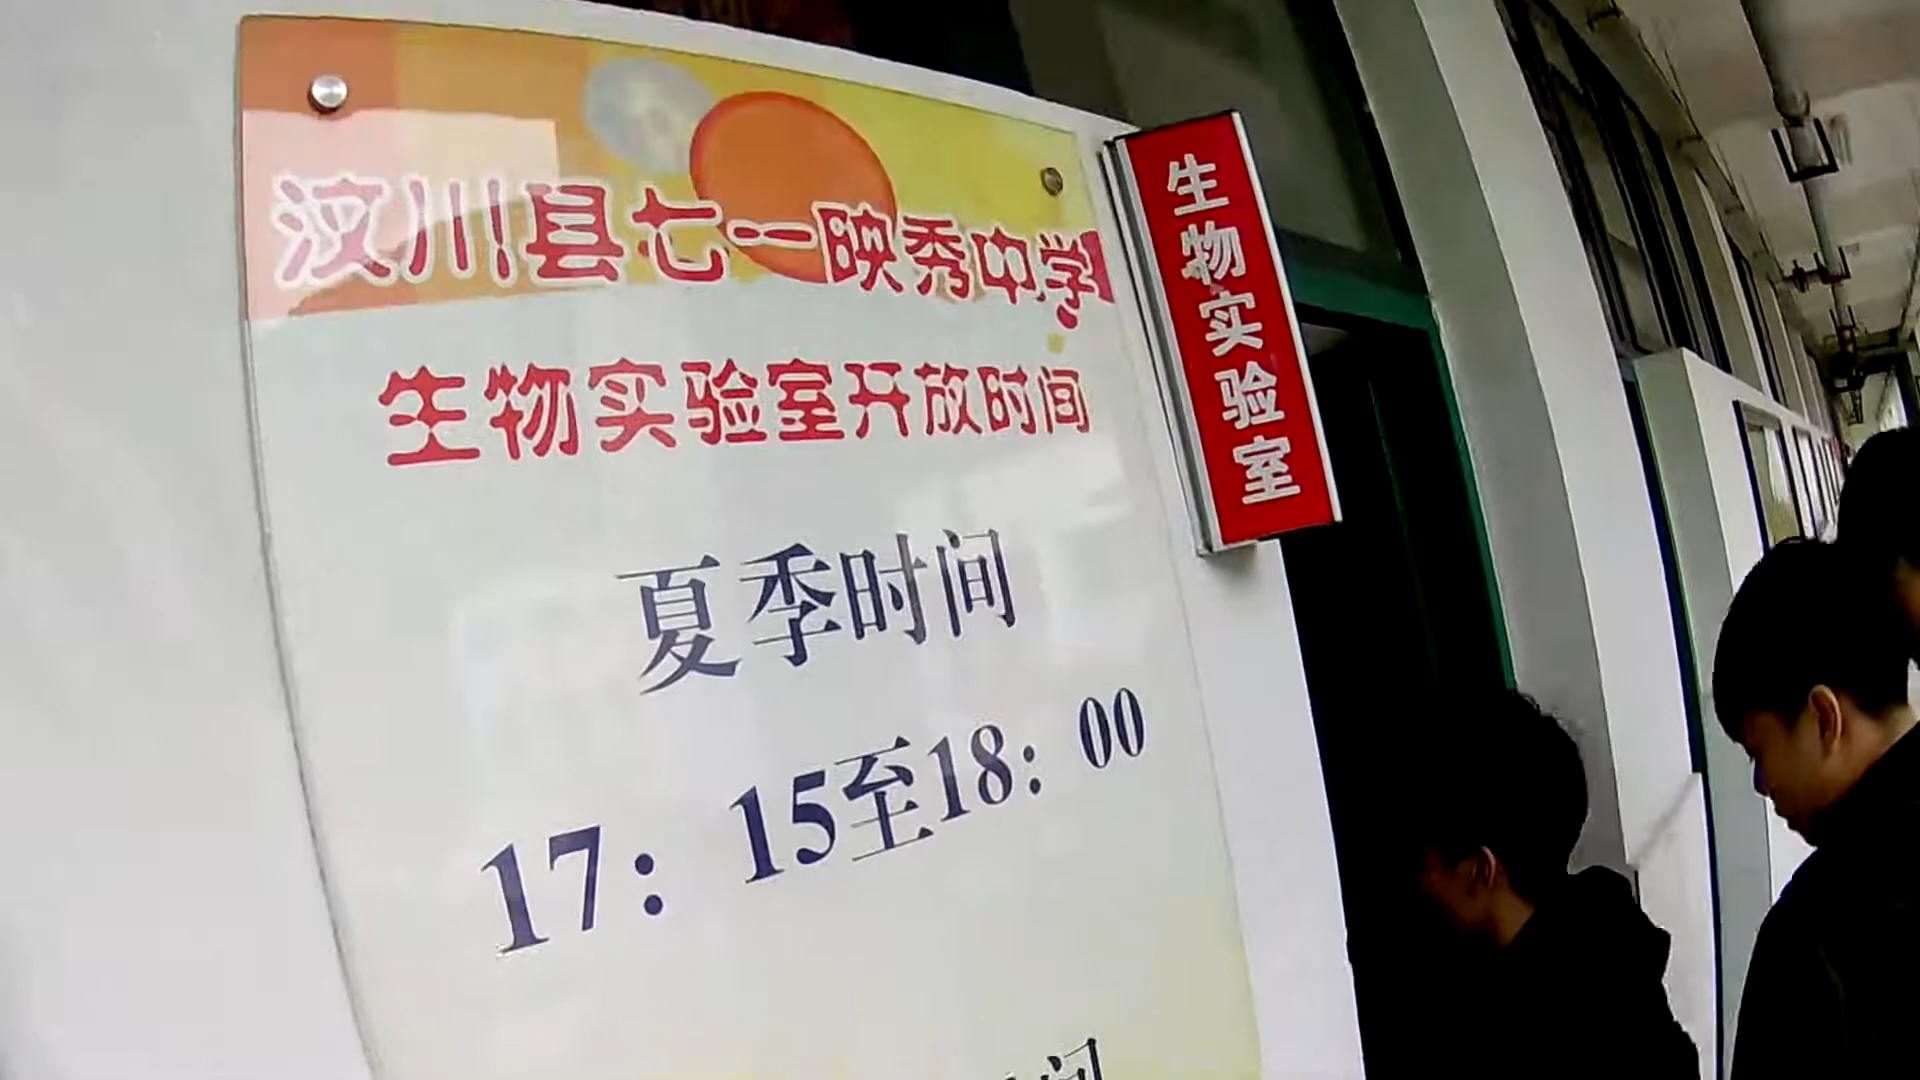 汶川县七一映秀中学
生物实验室开放时间
夏季时间
17：15至18：00
间
生物实验室